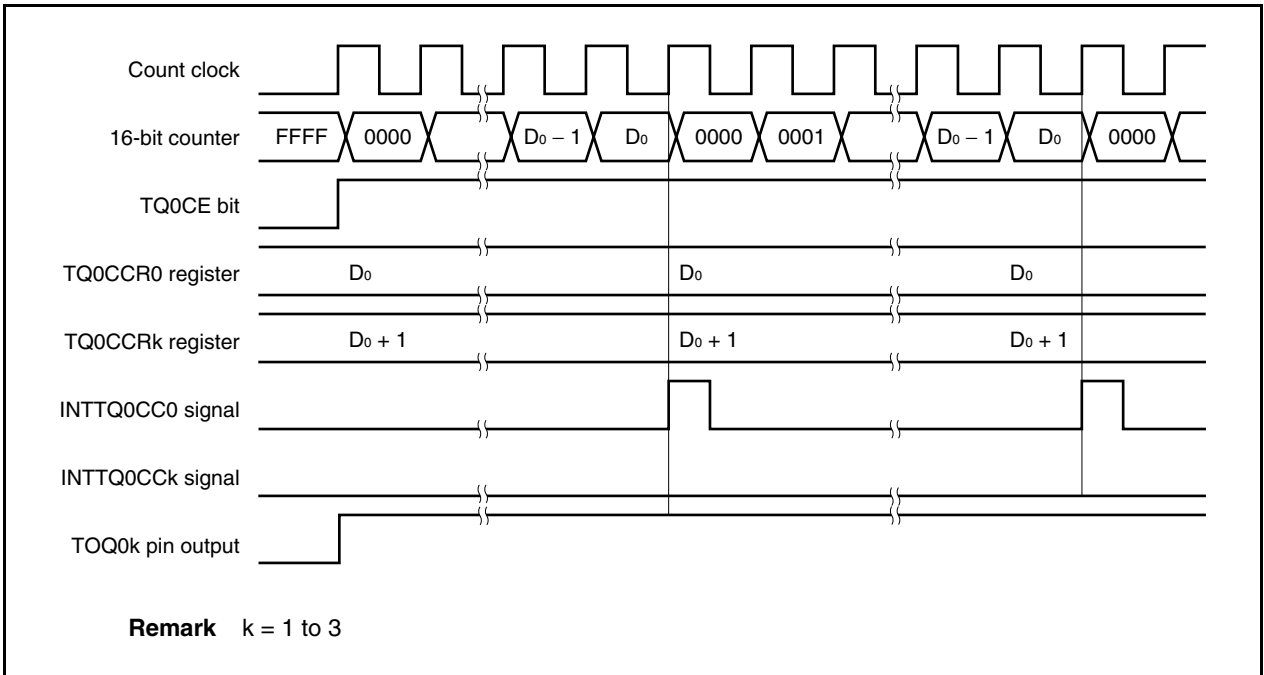 Count clock
16-bit counter FFFF 0000 D₀ − 1 D₀ 0000 0001 D₀ − 1 D₀ 0000
TQ0CE bit
TQ0CCR0 register D₀ D₀ D₀
TQ0CCRk register D₀ + 1 D₀ + 1 D₀ + 1
INTTQ0CC0 signal
INTTQ0CCk signal
TOQ0k pin output
Remark k = 1 to 3